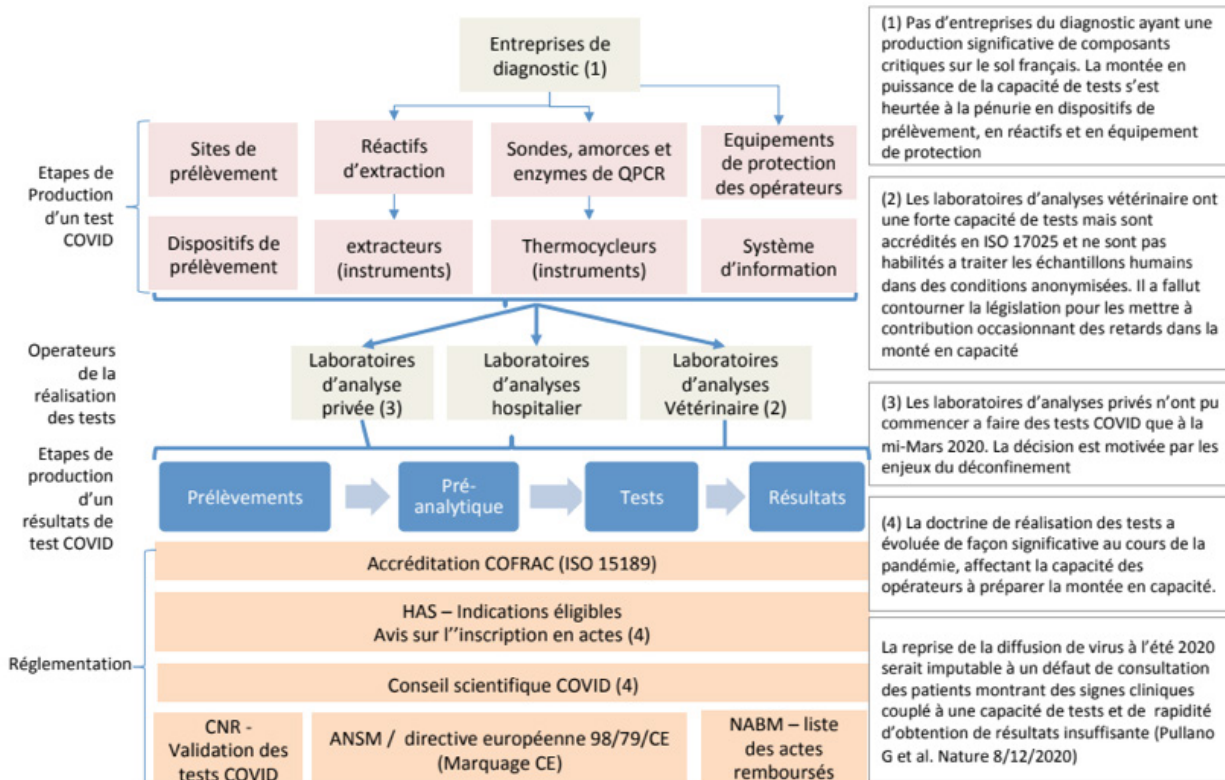 Entreprises de
diagnostic (1)
Etapes de
Production
d'un test
COVID
Sites de
prélèvement
Réactifs
d'extraction
Sondes, amorces et
enzymes de QPCR
Equipements
de protection
des opérateurs
Dispositifs de
prélèvement
extracteurs
(instruments)
Thermocycleurs
(instruments)
Système
d'information
Operateurs
de la
réalisation
des tests
Laboratoires
d'analyse
privée (3)
Laboratoires
d'analyses
hospitalier
Laboratoires
d'analyses
Vétérinaire (2)
Etapes de
production
d'un
résultats de
test COVID
Prélèvements
Pré-
analytique
Tests
Résultats
Réglementation
Accréditation COFRAC (ISO 15189)
HAS – Indications éligibles
Avis sur l''inscription en actes (4)
Conseil scientifique COVID (4)
CNR -
Validation des
tests COVID
ANSM / directive européenne 98/79/CE
(Marquage CE)
NABM – liste
des actes
remboursés
(1) Pas d'entreprises du diagnostic ayant une
production significative de composants
critiques sur le sol français. La montée en
puissance de la capacité de tests s'est
heurtée à la pénurie en dispositifs de
prélèvement, en réactifs et en équipement
de protection
(2) Les laboratoires d'analyses vétérinaire ont
une forte capacité de tests mais sont
accrédités en ISO 17025 et ne sont pas
habilités a traiter les échantillons humains
dans des conditions anonymisées. Il a fallut
contourner la législation pour les mettre à
contribution occasionnant des retards dans la
monté en capacité
(3) Les laboratoires d'analyses privés n'ont pu
commencer a faire des tests COVID que à la
mi-Mars 2020. La décision est motivée par les
enjeux du déconfinement
(4) La doctrine de réalisation des tests a
évoluée de façon significative au cours de la
pandémie, affectant la capacité des
opérateurs à préparer la montée en capacité.
La reprise de la diffusion de virus à l'été 2020
serait imputable à un défaut de consultation
des patients montrant des signes cliniques
couplé à une capacité de tests et de rapidité
d'obtention de résultats insuffisante (Pullano
G et al. Nature 8/12/2020)